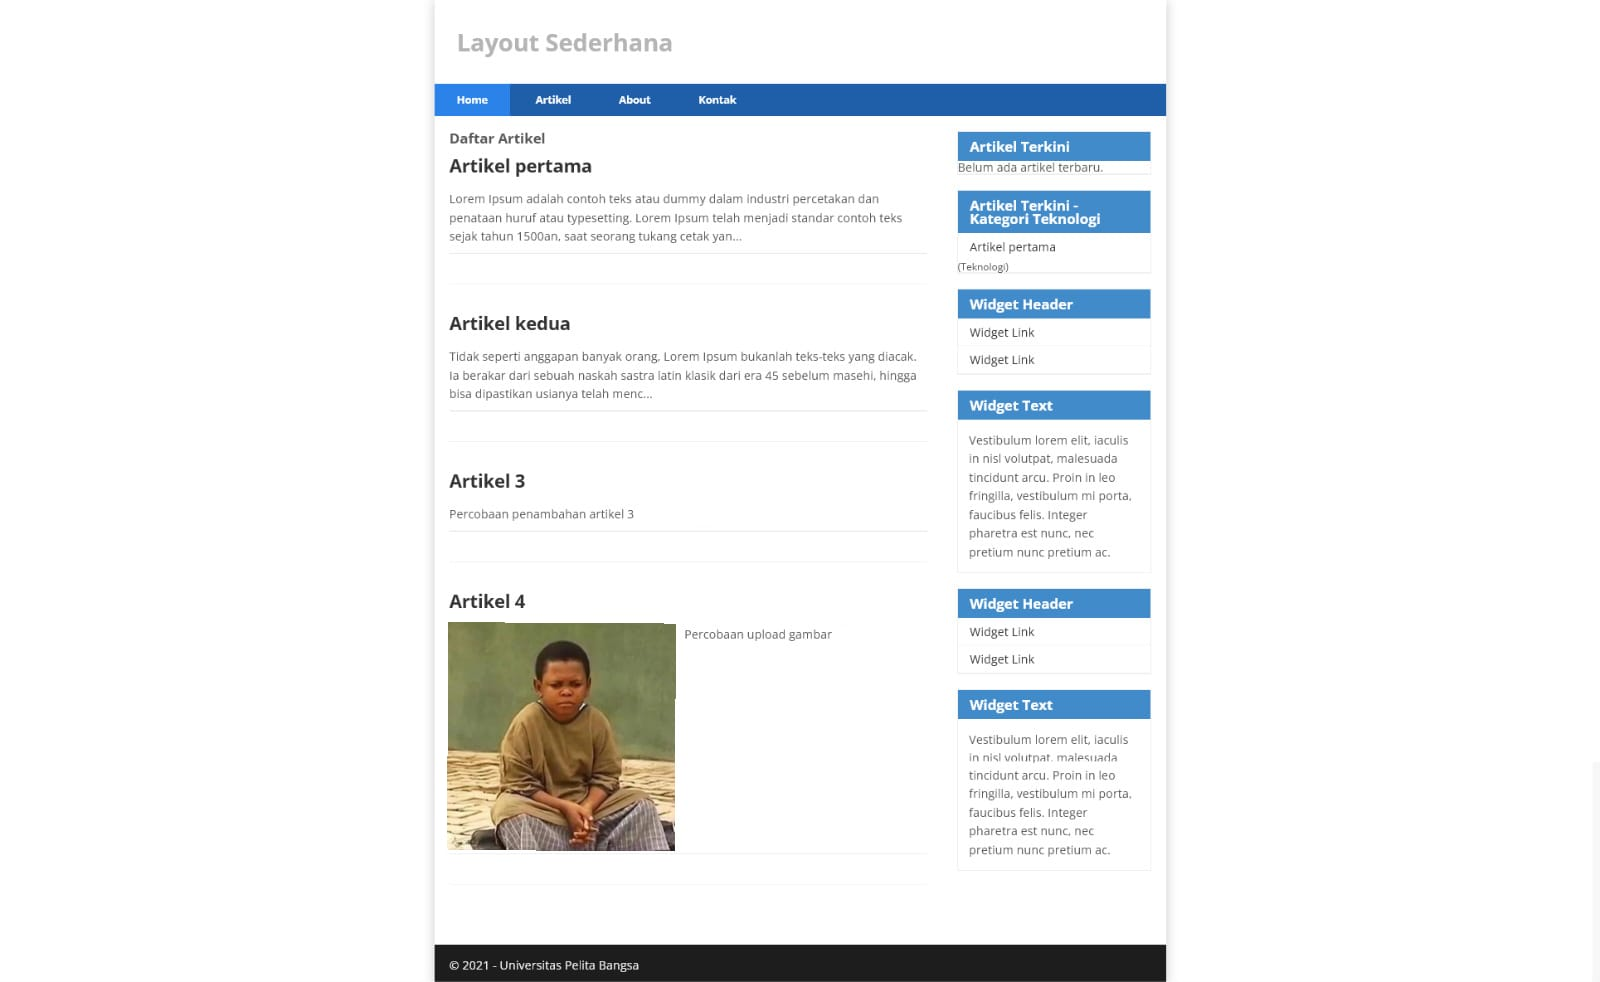 Layout Sederhana
Home
Artikel
About
Kontak
Daftar Artikel
Artikel pertama
Lorem Ipsum adalah contoh teks atau dummy dalam industri percetakan dan
penataan huruf atau typesetting. Lorem Ipsum telah menjadi standar contoh teks
sejak tahun 1500an, saat seorang tukang cetak yan...
Artikel kedua
Tidak seperti anggapan banyak orang, Lorem Ipsum bukanlah teks-teks yang diacak.
Ia berakar dari sebuah naskah sastra latin klasik dari era 45 sebelum masehi, hingga
bisa dipastikan usianya telah menc...
Artikel 3
Percobaan penambahan artikel 3
Artikel 4
Percobaan upload gambar
Artikel Terkini
Belum ada artikel terbaru.
Artikel Terkini -
Kategori Teknologi
Artikel pertama
(Teknologi)
Widget Header
Widget Link
Widget Link
Widget Text
Vestibulum lorem elit, iaculis
in nisl volutpat, malesuada
tincidunt arcu. Proin in leo
fringilla, vestibulum mi porta,
faucibus felis. Integer
pharetra est nunc, nec
pretium nunc pretium ac.
Widget Header
Widget Link
Widget Link
Widget Text
Vestibulum lorem elit, iaculis
in nisl volutpat, malesuada
tincidunt arcu. Proin in leo
fringilla, vestibulum mi porta,
faucibus felis. Integer
pharetra est nunc, nec
pretium nunc pretium ac.
© 2021 - Universitas Pelita Bangsa